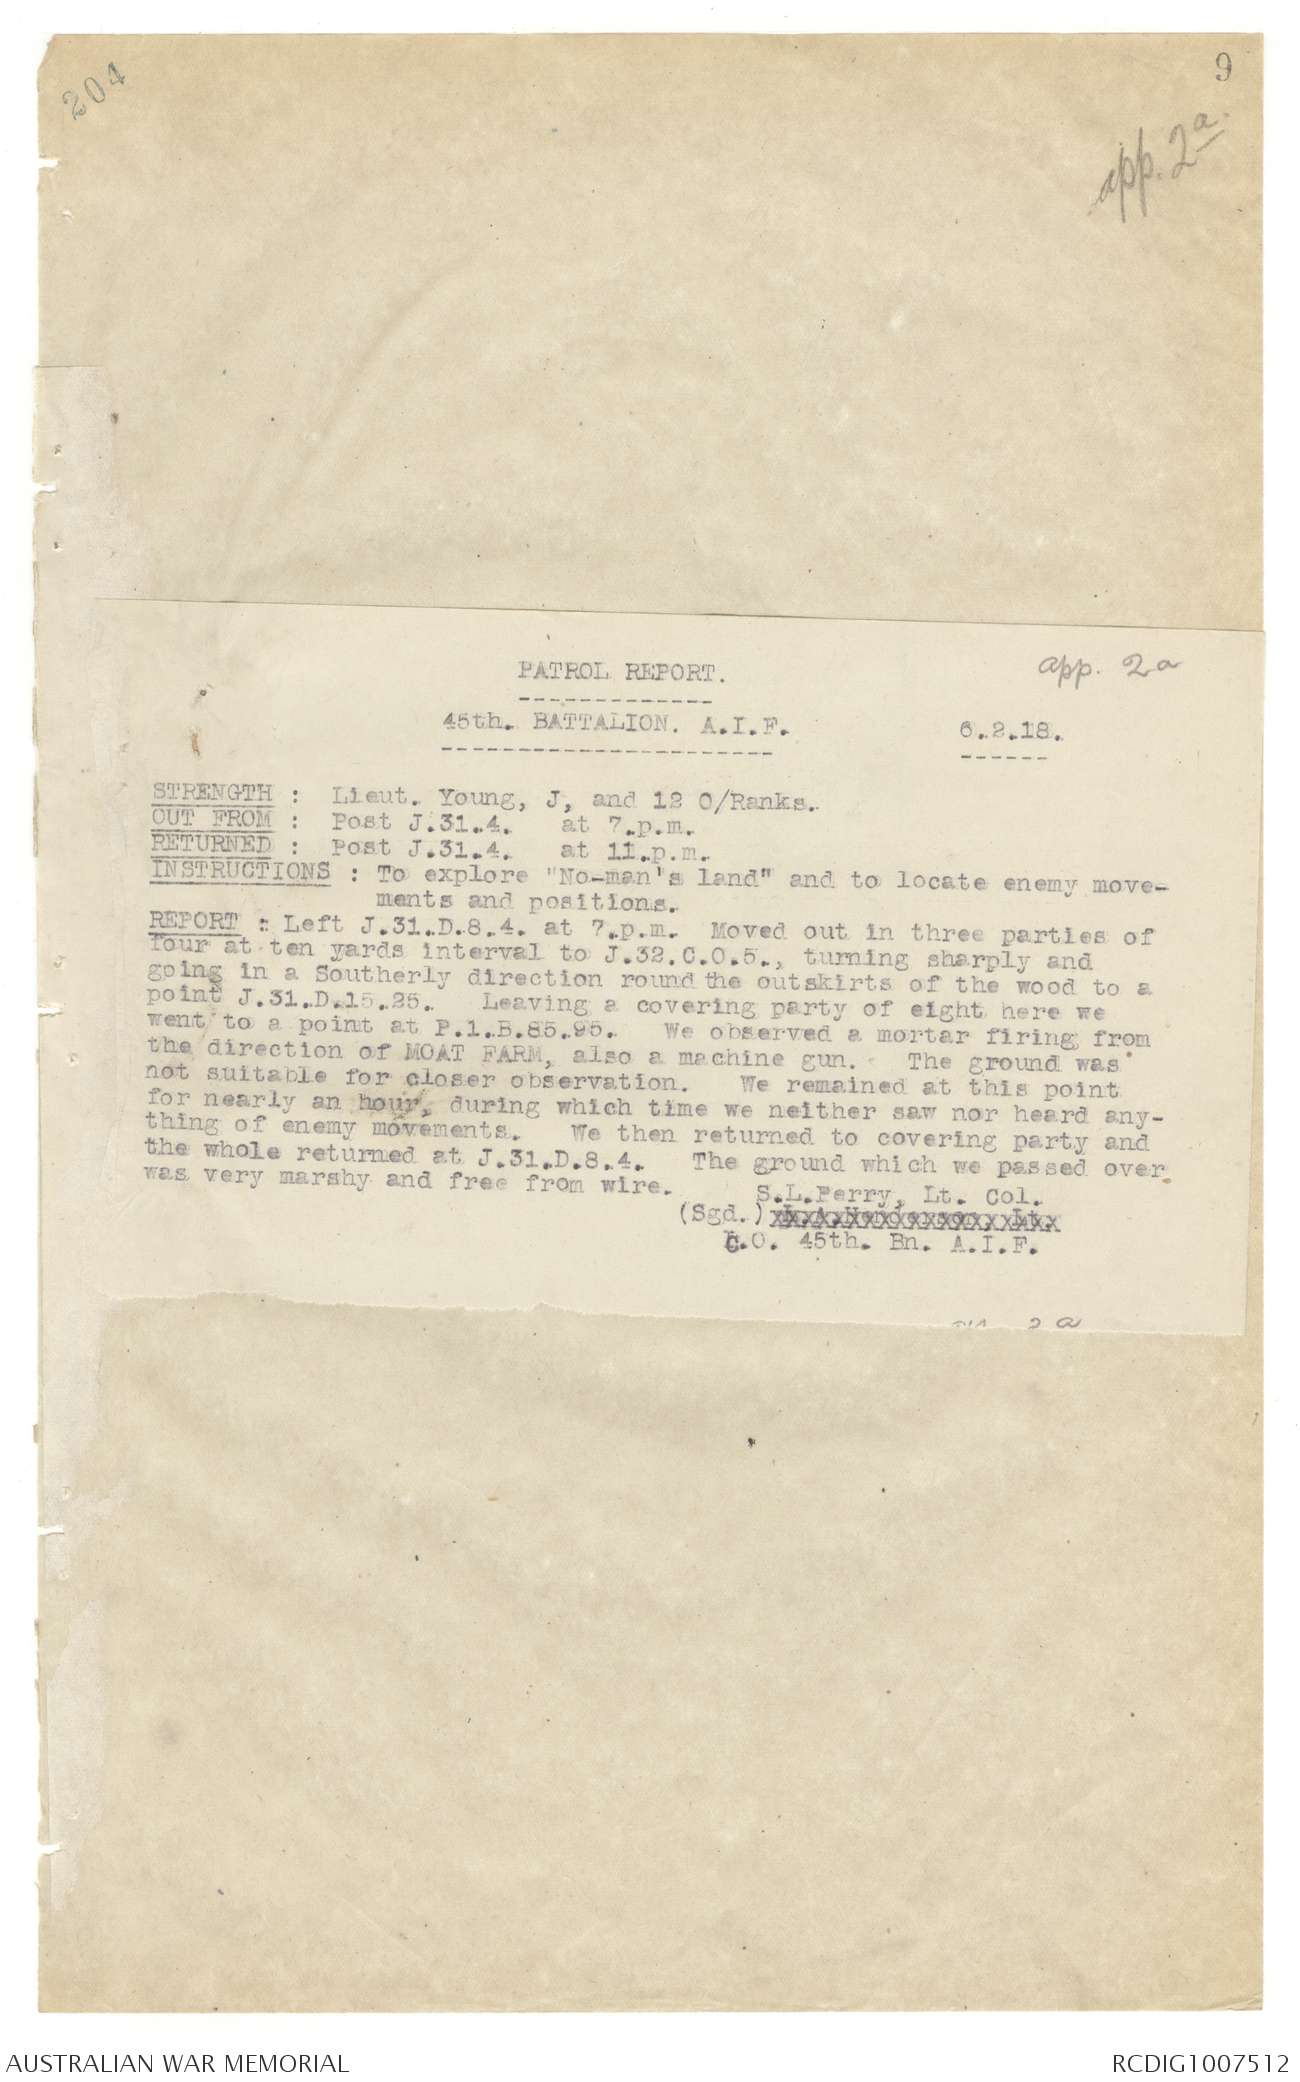 204
9
app. 2a.
PATROL REPORT.
app. 2a
45th. BATTALION. A.I.F.
6.2.18.
STRENGTH : Lieut. Young, J, and 12 O/Ranks.
OUT FROM : Post J.31.4. at 7.p.m.
RETURNED : Post J.31.4. at 11.p.m.
INSTRUCTIONS : To explore "No-man's land" and to locate enemy move-
ments and positions.
REPORT : Left J.31.D.8.4. at 7.p.m. Moved out in three parties of
four at ten yards interval to J.32.C.0.5., turning sharply and
going in a Southerly direction round the outskirts of the wood to a
point J.31.D.15.25. Leaving a covering party of eight here we
went to a point at P.1.B.85.95. We observed a mortar firing from
the direction of MOAT FARM, also a machine gun. The ground was
not suitable for closer observation. We remained at this point
for nearly an hour, during which time we neither saw nor heard any-
thing of enemy movements. We then returned to covering party and
the whole returned at J.31.D.8.4. The ground which we passed over
was very marshy and free from wire.
S.L.Perry, Lt. Col.
(Sgd.) L.A.Henderson, Lt.
C.O. 45th. Bn. A.I.F.
2a
AUSTRALIAN WAR MEMORIAL
RCDIG1007512